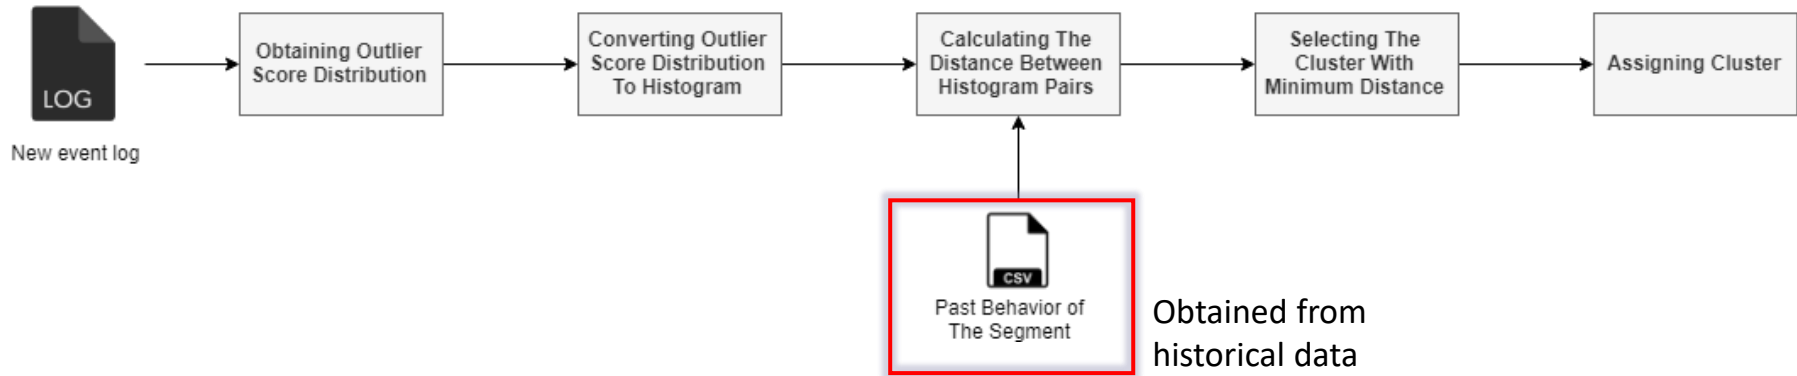 LOG
New event log
Obtaining Outlier
Score Distribution
Converting Outlier
Score Distribution
To Histogram
Calculating The
Distance Between
Histogram Pairs
Selecting The
Cluster With
Minimum Distance
Assigning Cluster
CSV
Past Behavior of
The Segment
Obtained from
historical data